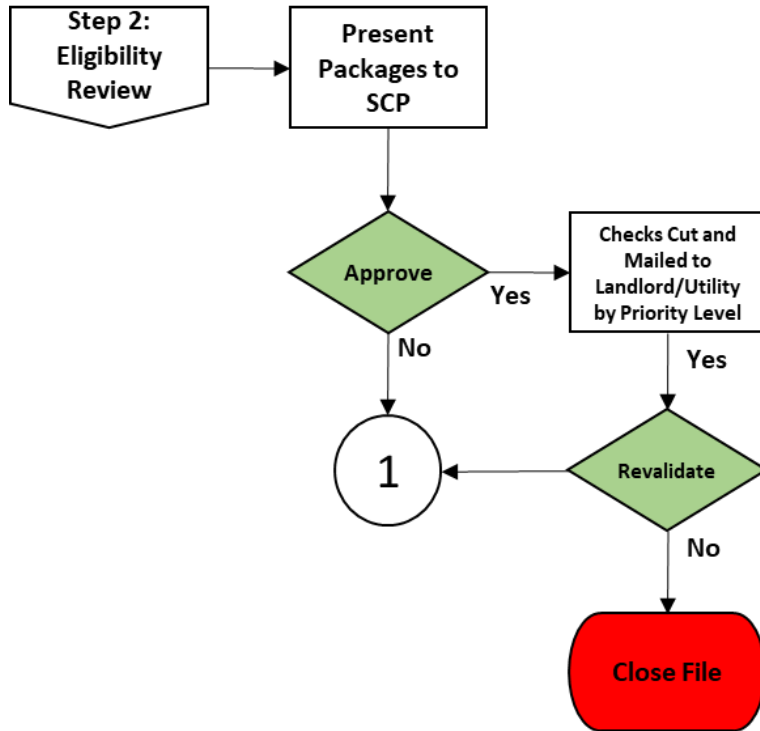 Step 2:
Eligibility
Review
Present
Packages to
SCP
Approve
Yes
Checks Cut and
Mailed to
Landlord/Utility
by Priority Level
No
Yes
1
Revalidate
No
Close File